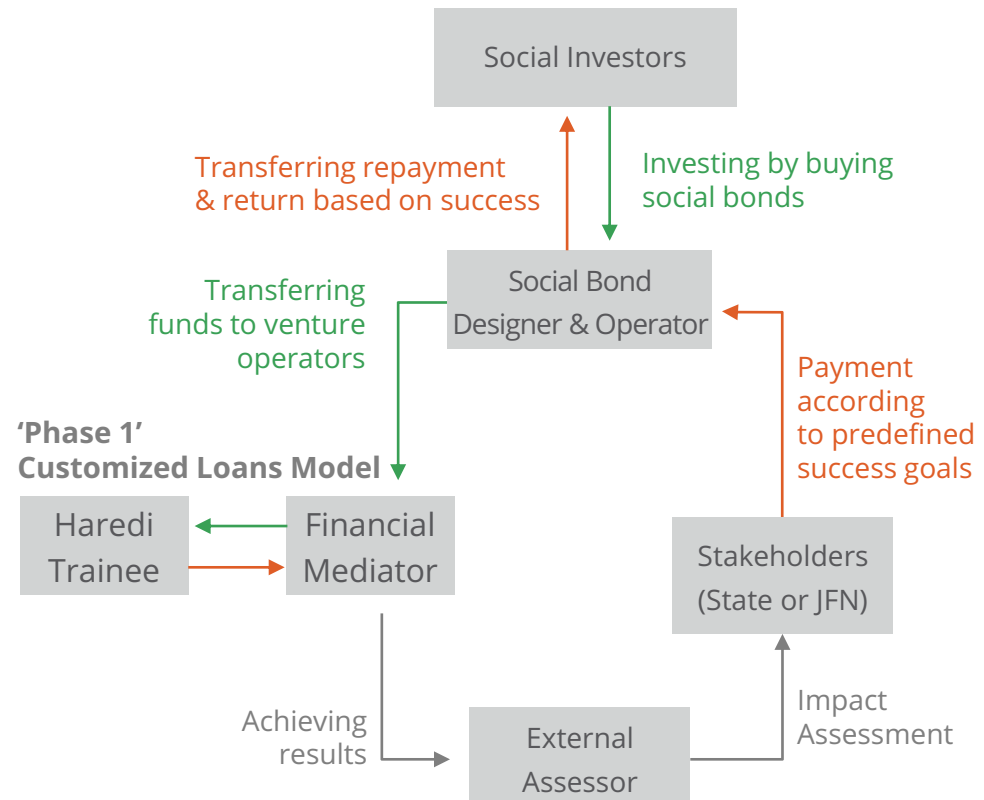 Social Investors
Transferring repayment
& return based on success
Investing by buying
social bonds
Social Bond
Designer & Operator
Transferring
funds to venture
operators
Payment
according
to predefined
success goals
‘Phase 1’
Customized Loans Model
Haredi
Trainee
Financial
Mediator
Stakeholders
(State or JFN)
Achieving
results
Impact
Assessment
External
Assessor